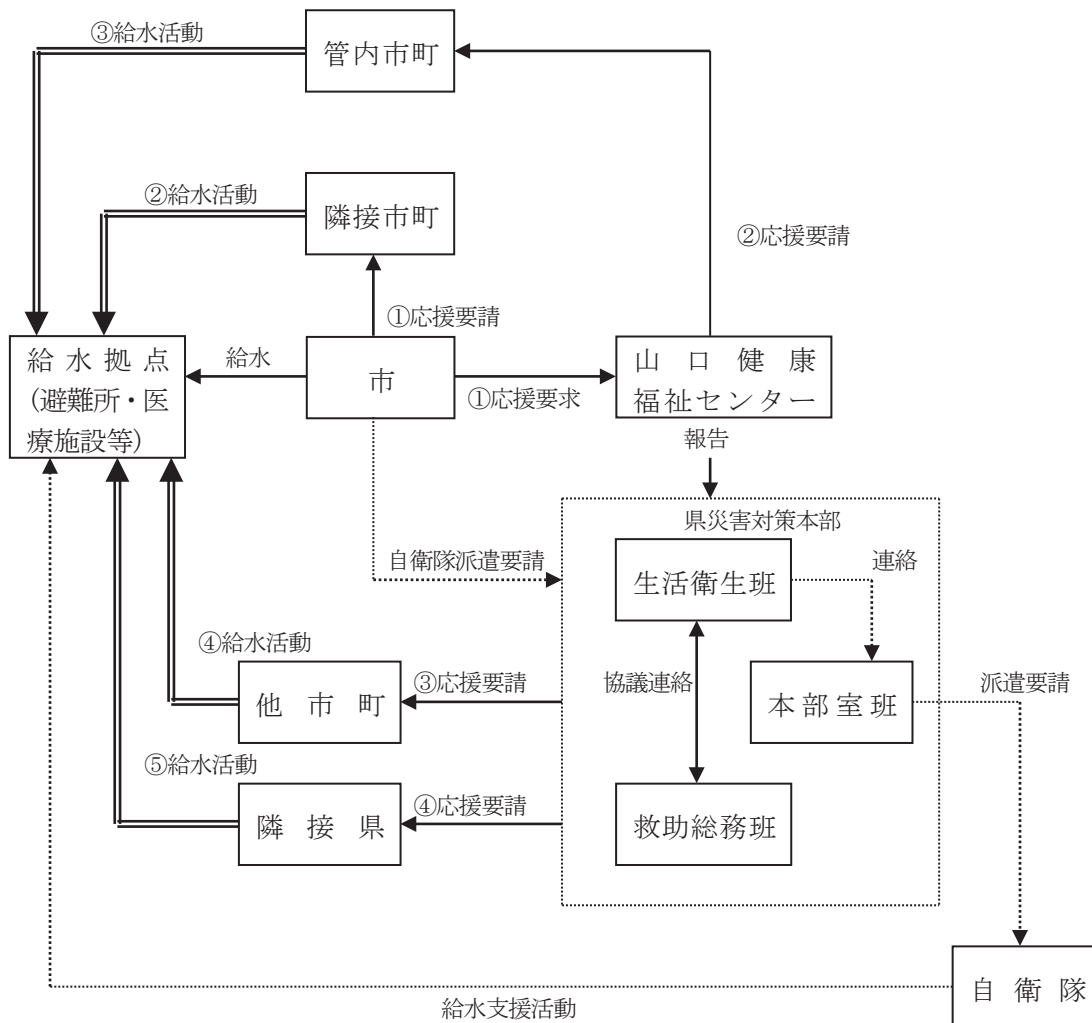 ③給水活動
管内市町
②給水活動
隣接市町
②応援要請
①応援要請
給水拠点
(避難所・医
療施設等)
給水
市
①応援要求
山口健康
福祉センター
報告
県災害対策本部
自衛隊派遣要請
生活衛生班
連絡
④給水活動
他市町
③応援要請
協議連絡
本部室班
派遣要請
⑤給水活動
隣接県
④応援要請
救助総務班
自衛隊
給水支援活動